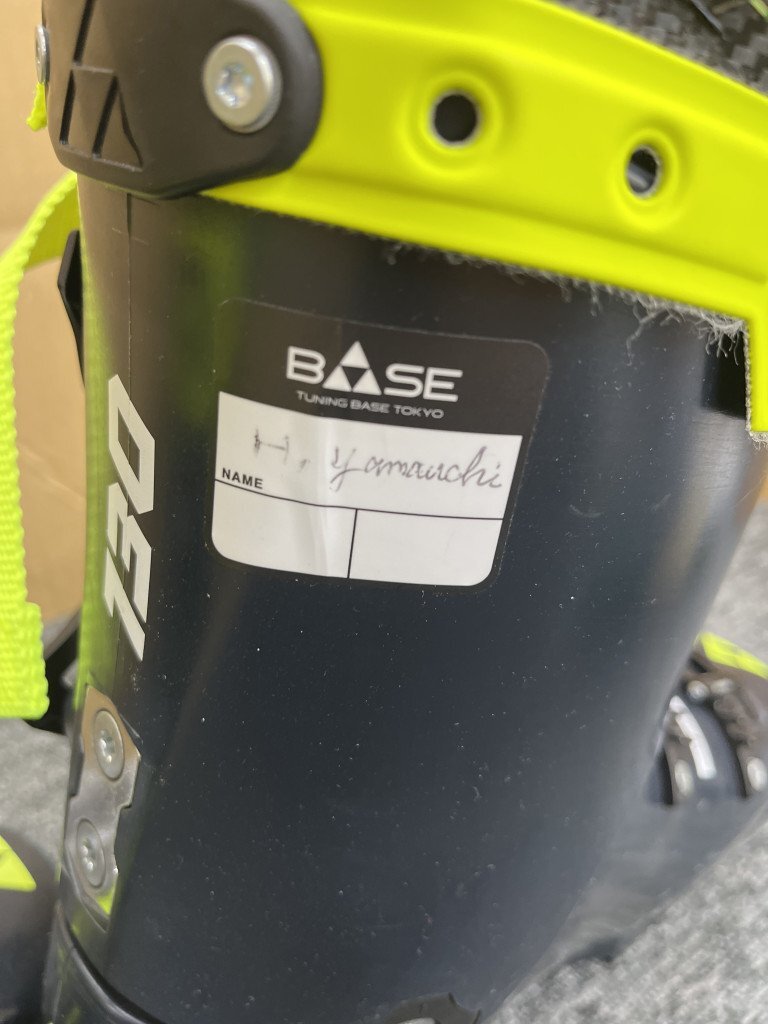 BASE
TUNING BASE TOKYO
H. Yamauchi
NAME
130